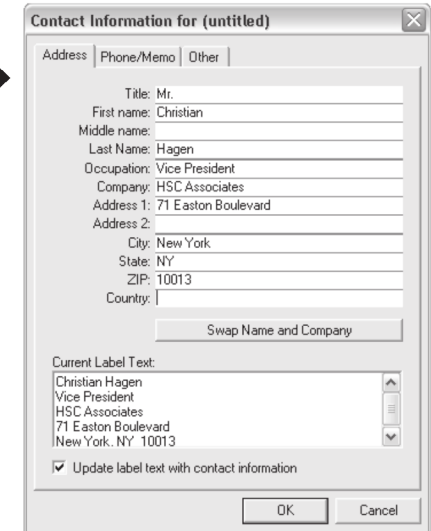 Contact Information for (untitled)
Address Phone/Memo Other
Title: Mr.
First name: Christian
Middle name:
Last Name: Hagen
Occupation: Vice President
Company: HSC Associates
Address 1: 71 Easton Boulevard
Address 2:
City: New York
State: NY
ZIP: 10013
Country:
Swap Name and Company
Current Label Text:
Christian Hagen
Vice President
HSC Associates
71 Easton Boulevard
New York, NY 10013
Update label text with contact information
OK Cancel